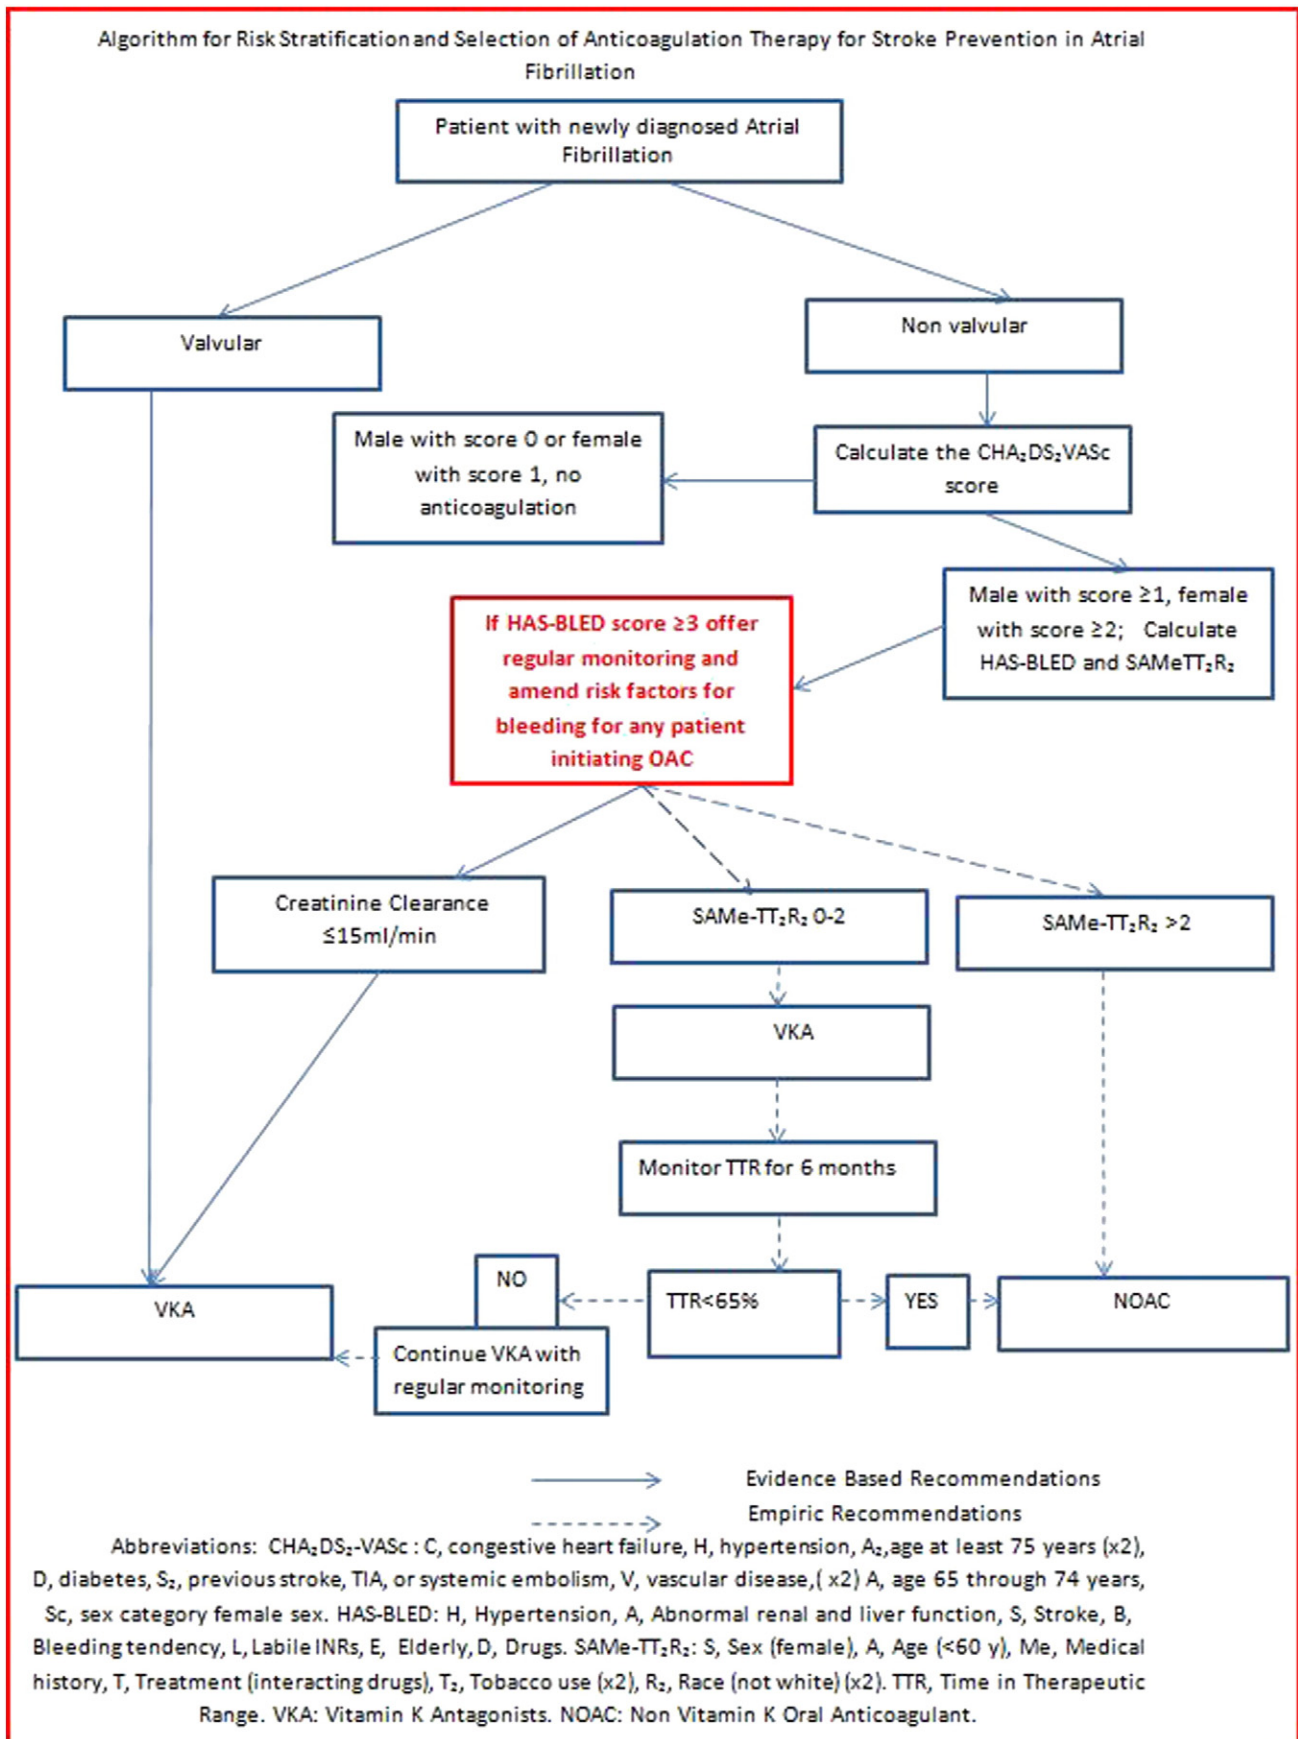 Algorithm for Risk Stratification and Selection of Anticoagulation Therapy for Stroke Prevention in Atrial
Fibrillation
Patient with newly diagnosed Atrial
Fibrillation
Valvular
Non valvular
Male with score 0 or female
with score 1, no
anticoagulation
Calculate the CHA₂DS₂VASc
score
Male with score ≥1, female
with score ≥2; Calculate
HAS-BLED and SAMeTT₂R₂
If HAS-BLED score ≥3 offer
regular monitoring and
amend risk factors for
bleeding for any patient
initiating OAC
Creatinine Clearance
≤15ml/min
SAMe-TT₂R₂ 0-2
SAMe-TT₂R₂ >2
VKA
Monitor TTR for 6 months
NO
TTR<65%
YES
NOAC
VKA
Continue VKA with
regular monitoring
Evidence Based Recommendations
Empiric Recommendations
Abbreviations: CHA₂DS₂-VASc : C, congestive heart failure, H, hypertension, A₂,age at least 75 years (x2),
D, diabetes, S₂, previous stroke, TIA, or systemic embolism, V, vascular disease,( x2) A, age 65 through 74 years,
Sc, sex category female sex. HAS-BLED: H, Hypertension, A, Abnormal renal and liver function, S, Stroke, B,
Bleeding tendency, L, Labile INRs, E, Elderly, D, Drugs. SAMe-TT₂R₂: S, Sex (female), A, Age (<60 y), Me, Medical
history, T, Treatment (interacting drugs), T₂, Tobacco use (x2), R₂, Race (not white) (x2). TTR, Time in Therapeutic
Range. VKA: Vitamin K Antagonists. NOAC: Non Vitamin K Oral Anticoagulant.